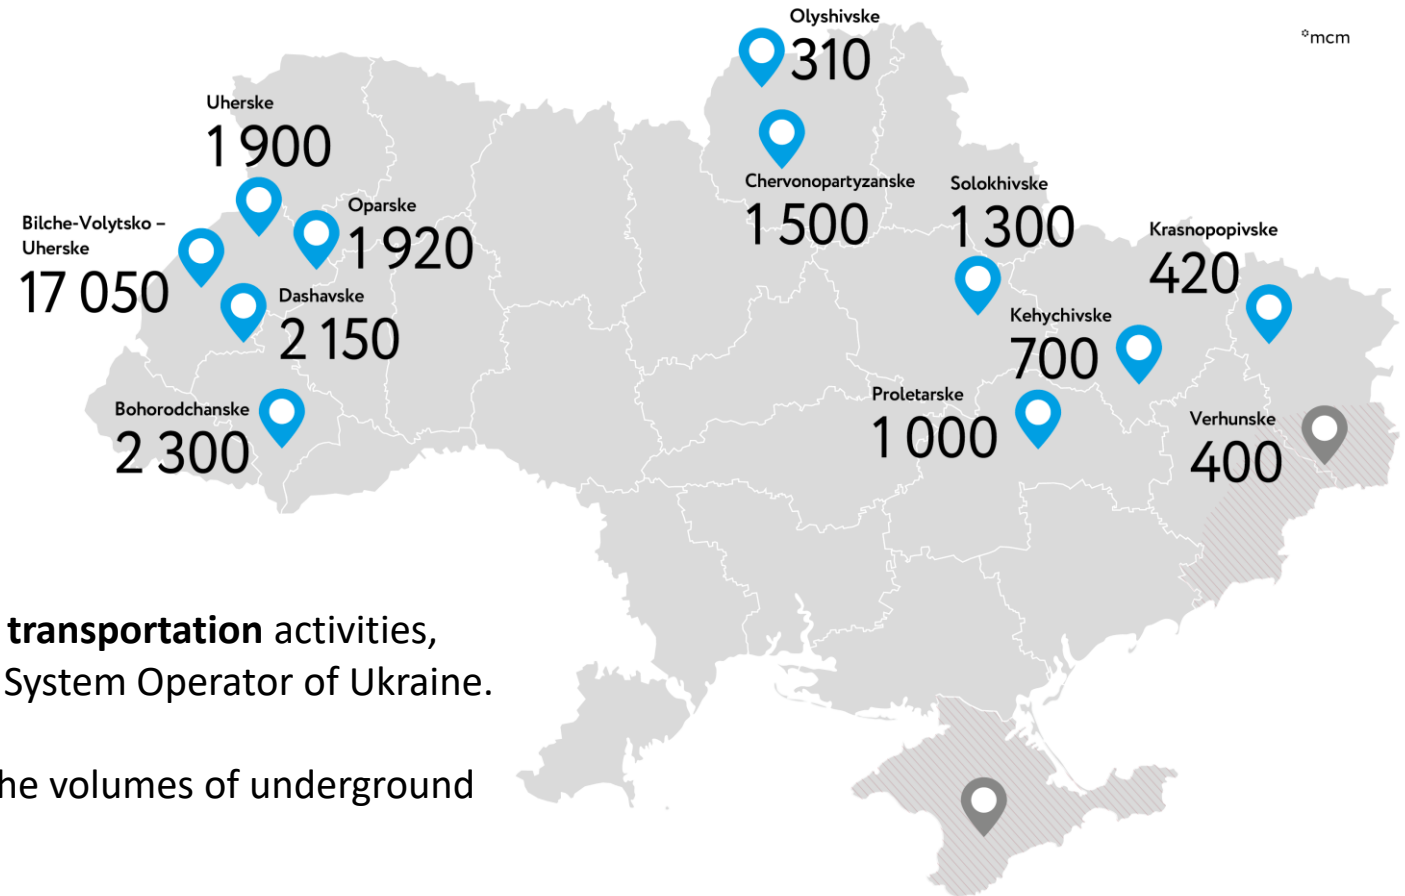 Olyshivske
310
*mcm
Uherske
1 900
Chervonopartyzanske
1 500
Solokhivske
1 300
Oparske
1 920
Bilche-Volytsko –
Uherske
17 050
Krasnopopivske
420
Dashavske
2 150
Kehychivske
700
Bohorodchanske
2 300
Proletarske
1 000
Verhunske
400
transportation activities,
System Operator of Ukraine.
he volumes of underground